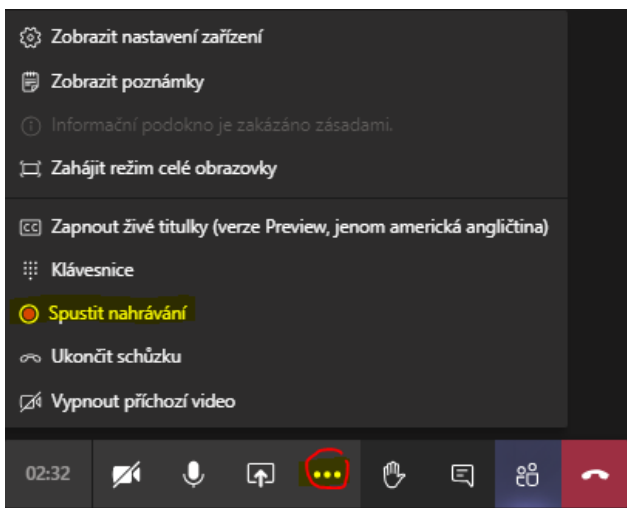 Zobrazit nastavení zařízení
Zobrazit poznámky
Informační podokno je zakázáno zásadami.
Zahájit režim celé obrazovky
CC Zapnout živé titulky (verze Preview, jenom americká angličtina)
Klávesnice
Spustit nahrávání
Ukončit schůzku
Vypnout příchozí video
02:32